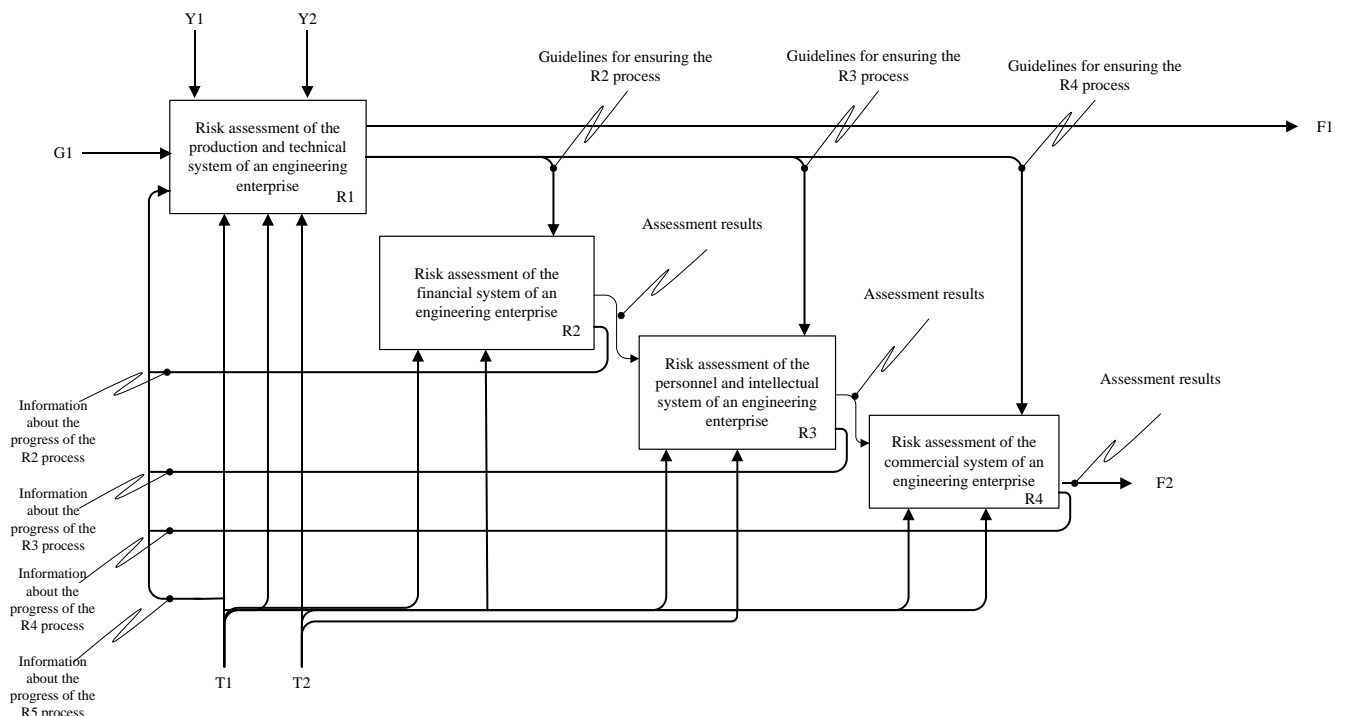 Y1
Y2
Guidelines for ensuring the
R2 process
Guidelines for ensuring the
R3 process
Guidelines for ensuring the
R4 process
Risk assessment of the
production and technical
system of an engineering
enterprise
R1
G1
F1
Assessment results
Risk assessment of the
financial system of an
engineering enterprise
R2
Assessment results
Risk assessment of the
personnel and intellectual
system of an engineering
enterprise
R3
Assessment results
Risk assessment of the
commercial system of an
engineering enterprise
R4
F2
Information
about the
progress of the
R2 process
Information
about the
progress of the
R3 process
Information
about the
progress of the
R4 process
Information
about the
progress of the
R5 process
T1
T2